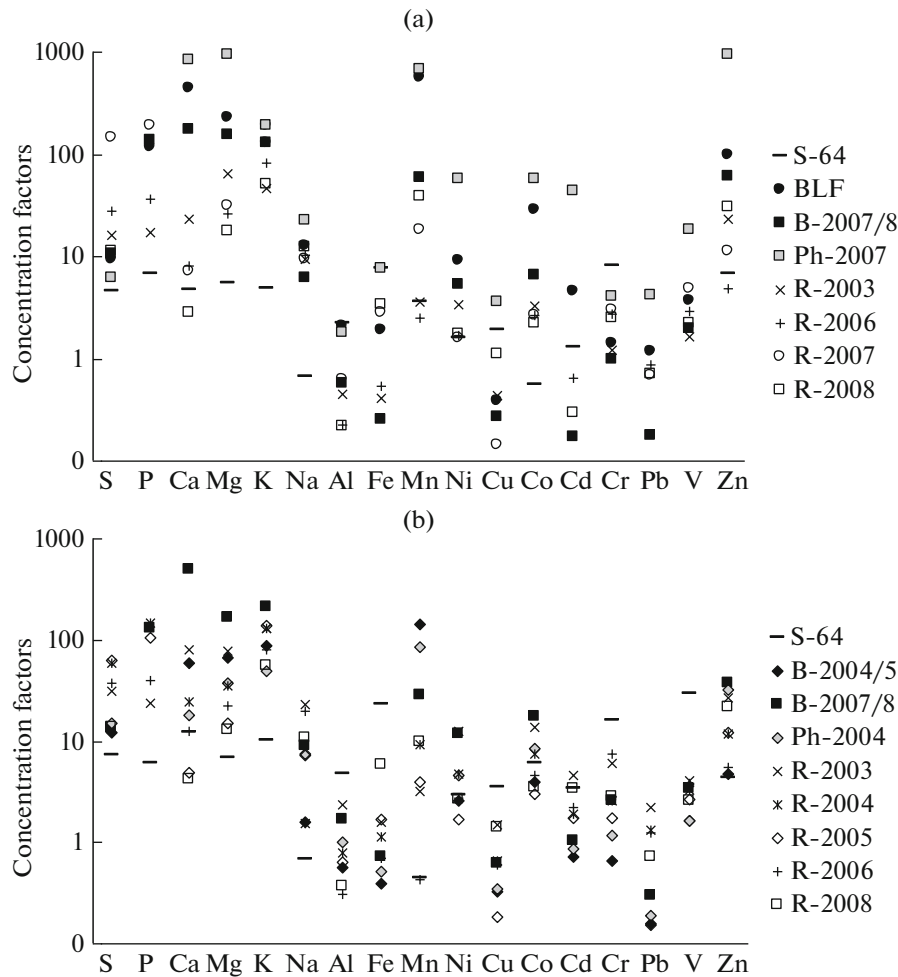 (a)
Concentration factors
1000
100
10
1
0
S P Ca Mg K Na Al Fe Mn Ni Cu Co Cd Cr Pb V Zn
S-64
BLF
B-2007/8
Ph-2007
R-2003
R-2006
R-2007
R-2008
(b)
Concentration factors
1000
100
10
1
0
S P Ca Mg K Na Al Fe Mn Ni Cu Co Cd Cr Pb V Zn
S-64
B-2004/5
B-2007/8
Ph-2004
R-2003
R-2004
R-2005
R-2006
R-2008